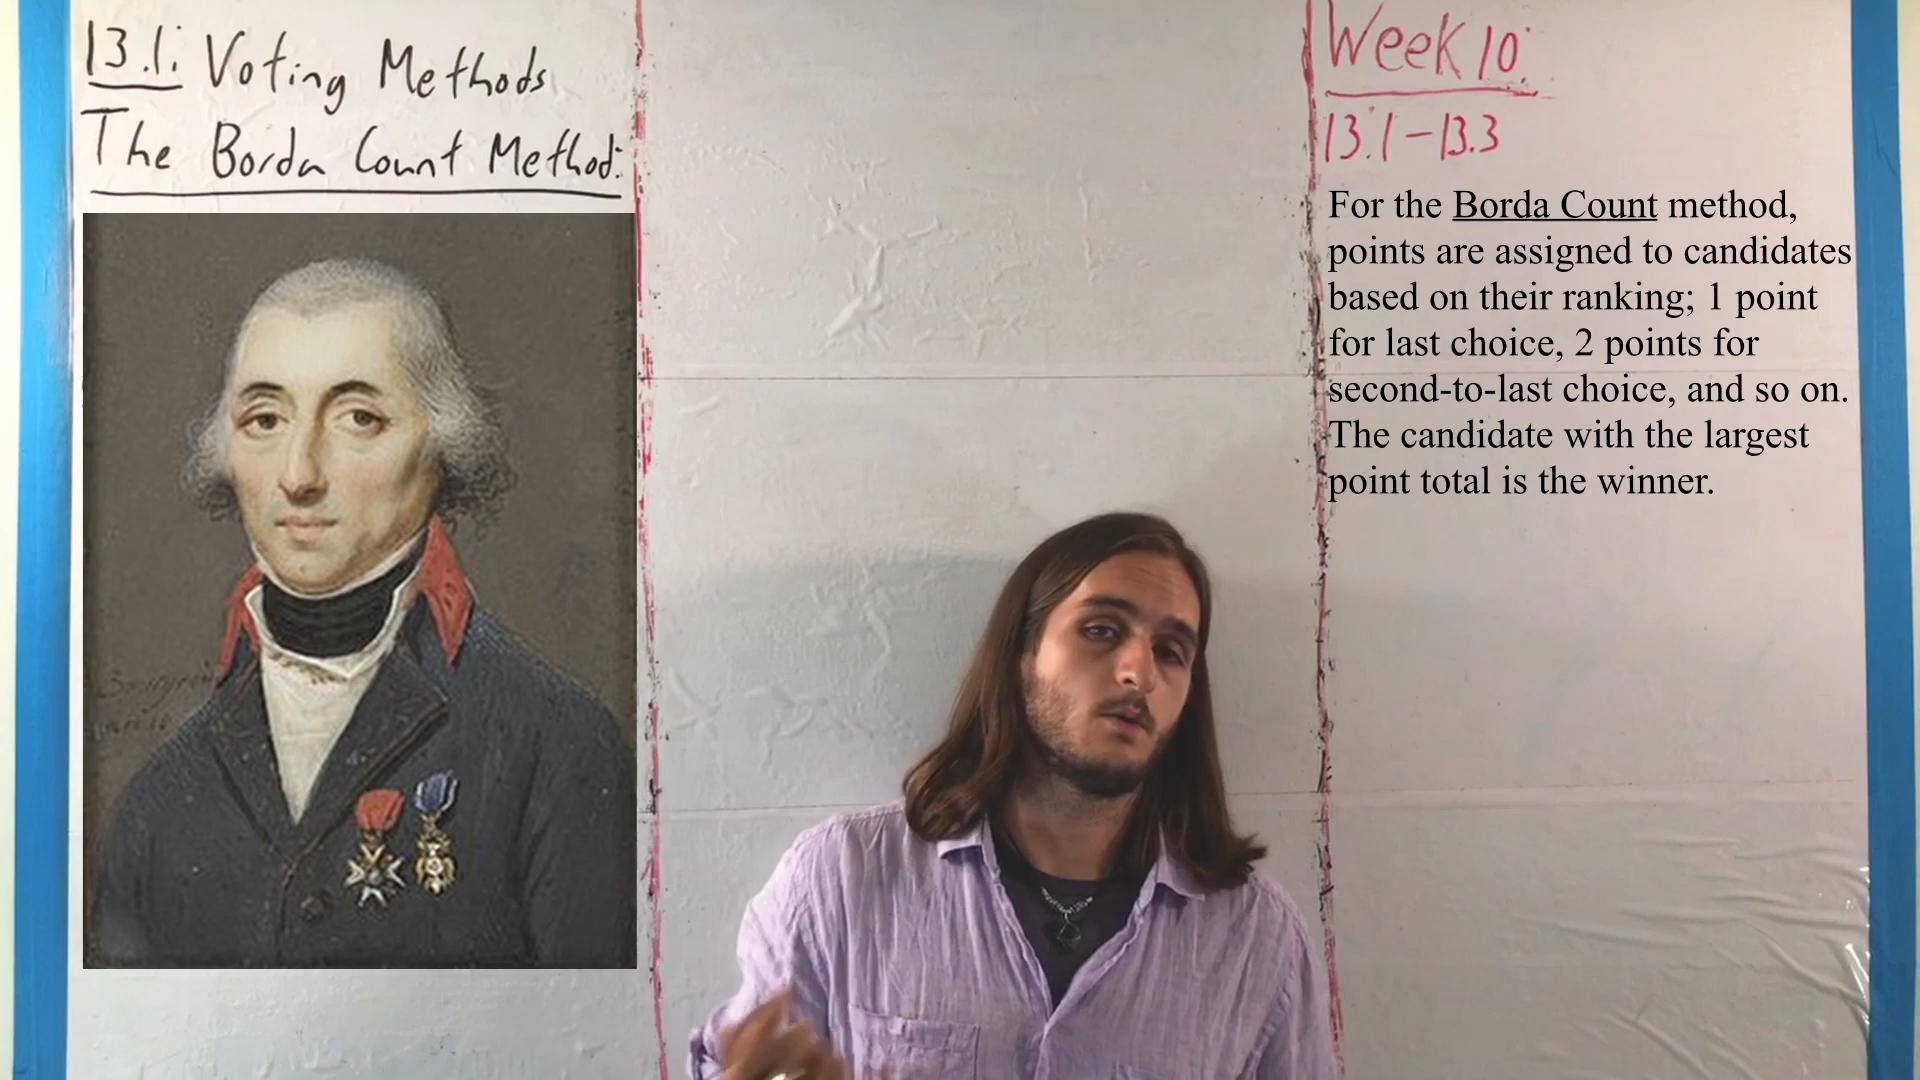 13.1: Voting Methods
The Borda Count Method:
Week 10:
13.1-13.3
For the Borda Count method,
points are assigned to candidates
based on their ranking; 1 point
for last choice, 2 points for
second-to-last choice, and so on.
The candidate with the largest
point total is the winner.